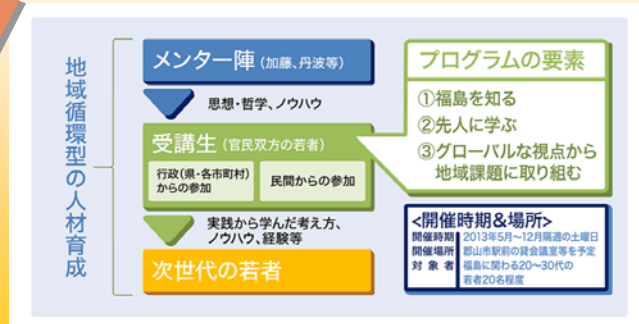 地域循環型の人材育成
メンター陣(加藤、丹波等)
思想・哲学、ノウハウ
受講生(官民双方の若者)
行政(県・各市町村)
からの参加
民間からの参加
実践から学んだ考え方、
ノウハウ、経験等
次世代の若者
プログラムの要素
①福島を知る
②先人に学ぶ
③グローバルな視点から
地域課題に取り組む
<開催時期&場所>
開催時期 2013年5月〜12月隔週の土曜日
開催場所 郡山市駅前の貸会議室等を予定
対象者 福島に関わる20〜30代の
若者20名程度